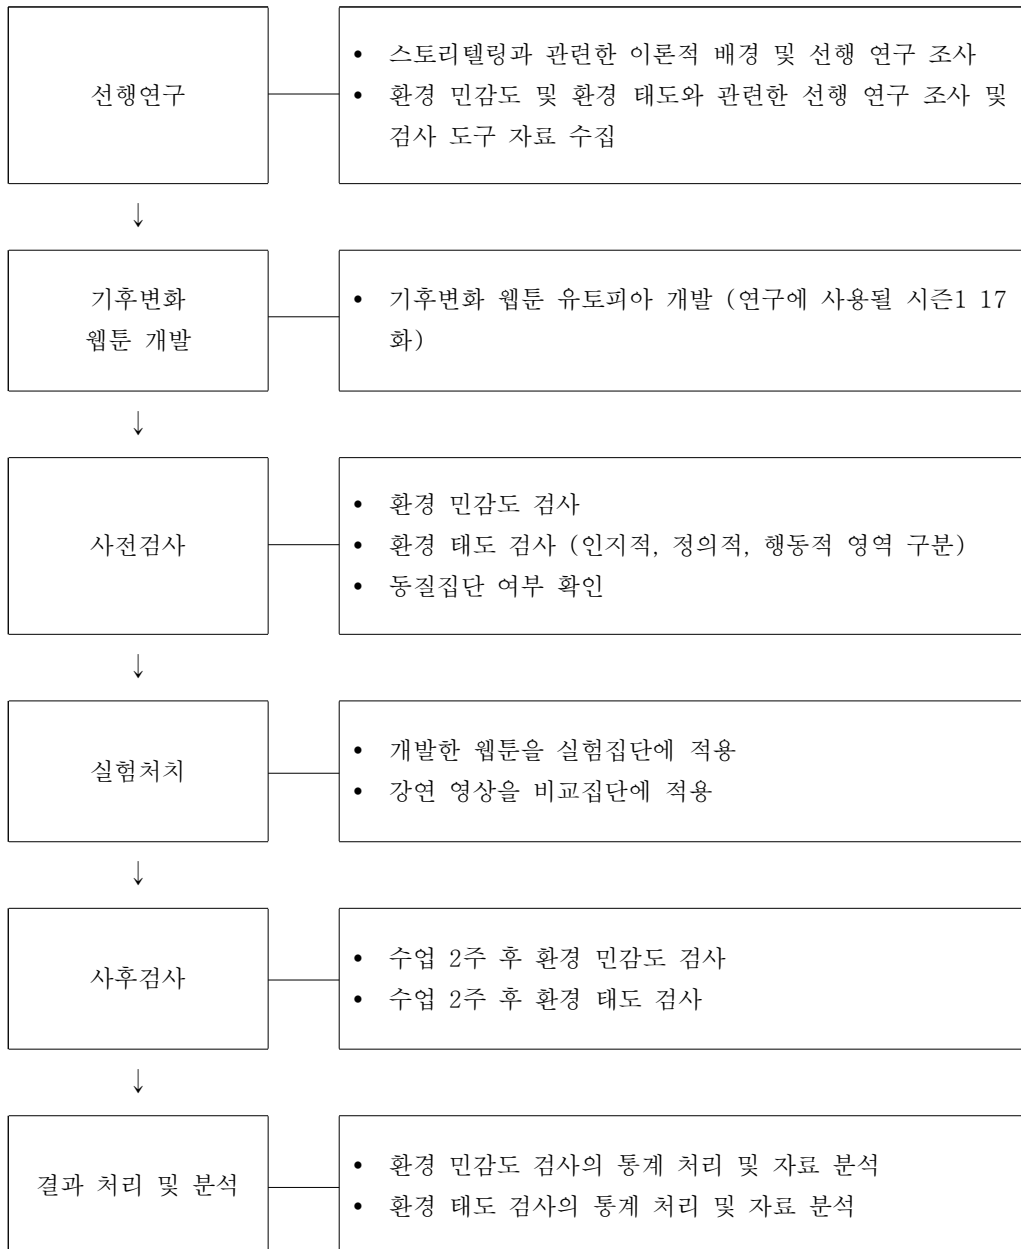 선행연구
• 스토리텔링과 관련한 이론적 배경 및 선행 연구 조사
• 환경 민감도 및 환경 태도와 관련한 선행 연구 조사 및
검사 도구 자료 수집
↓
기후변화
웹툰 개발
• 기후변화 웹툰 유토피아 개발 (연구에 사용될 시즌1 17
화)
↓
사전검사
• 환경 민감도 검사
• 환경 태도 검사 (인지적, 정의적, 행동적 영역 구분)
• 동질집단 여부 확인
↓
실험처치
• 개발한 웹툰을 실험집단에 적용
• 강연 영상을 비교집단에 적용
↓
사후검사
• 수업 2주 후 환경 민감도 검사
• 수업 2주 후 환경 태도 검사
↓
결과 처리 및 분석
• 환경 민감도 검사의 통계 처리 및 자료 분석
• 환경 태도 검사의 통계 처리 및 자료 분석